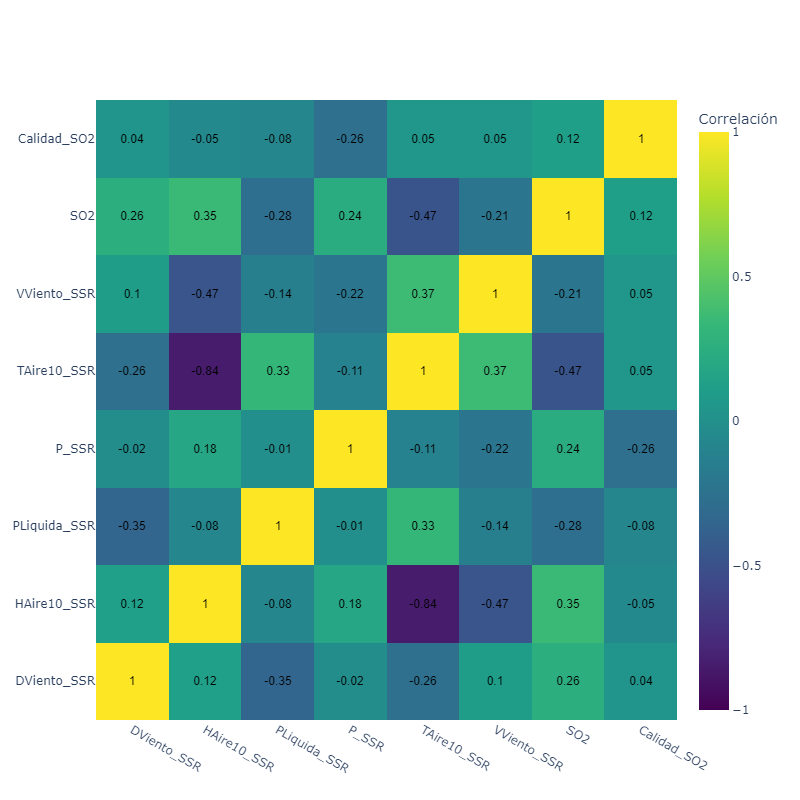 Correlación
Calidad_SO2 0.04 -0.05 -0.08 -0.26 0.05 0.05 0.12 1
SO2 0.26 0.35 -0.28 0.24 -0.47 -0.21 1 0.12
VViento_SSR 0.1 -0.47 -0.14 -0.22 0.37 1 -0.21 0.05
TAire10_SSR -0.26 -0.84 0.33 -0.11 1 0.37 -0.47 0.05
P_SSR -0.02 0.18 -0.01 1 -0.11 -0.22 0.24 -0.26
PLiquida_SSR -0.35 -0.08 1 -0.01 0.33 -0.14 -0.28 -0.08
HAire10_SSR 0.12 1 -0.08 0.18 -0.84 -0.47 0.35 -0.05
DViento_SSR 1 0.12 -0.35 -0.02 -0.26 0.1 0.26 0.04
DViento_SSR HAire10_SSR PLiquida_SSR P_SSR TAire10_SSR VViento_SSR SO2 Calidad_SO2
1
0.5
0
−0.5
−1